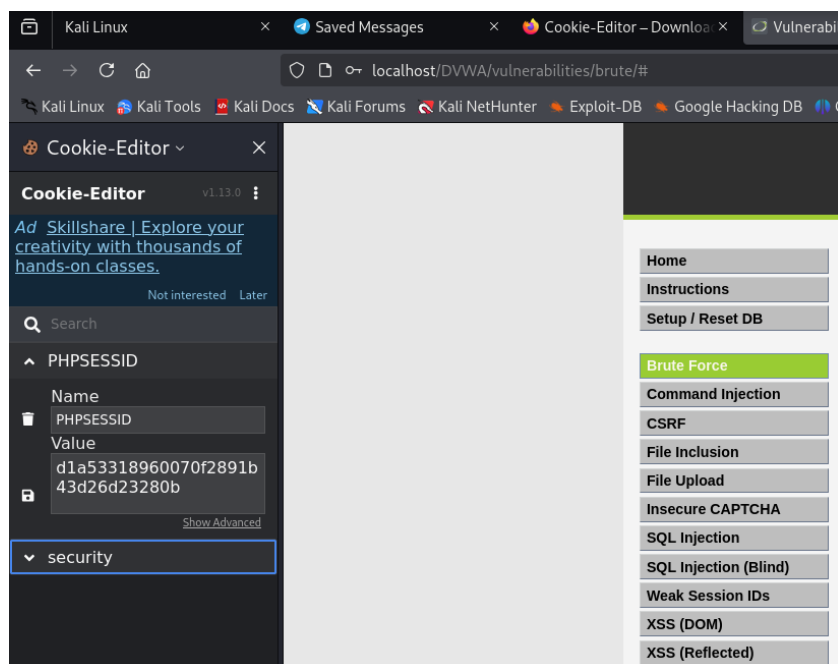 Kali Linux
Saved Messages
Cookie-Editor – Downloa
Vulnerabi
localhost/DVWA/vulnerabilities/brute/#
Kali Linux Kali Tools Kali Docs Kali Forums Kali NetHunter Exploit-DB Google Hacking DB
Cookie-Editor
Cookie-Editor v1.13.0
Ad Skillshare | Explore your
creativity with thousands of
hands-on classes.
Not interested Later
Search
PHPSESSID
Name
PHPSESSID
Value
d1a53318960070f2891b
43d26d23280b
Show Advanced
security
Home
Instructions
Setup / Reset DB
Brute Force
Command Injection
CSRF
File Inclusion
File Upload
Insecure CAPTCHA
SQL Injection
SQL Injection (Blind)
Weak Session IDs
XSS (DOM)
XSS (Reflected)